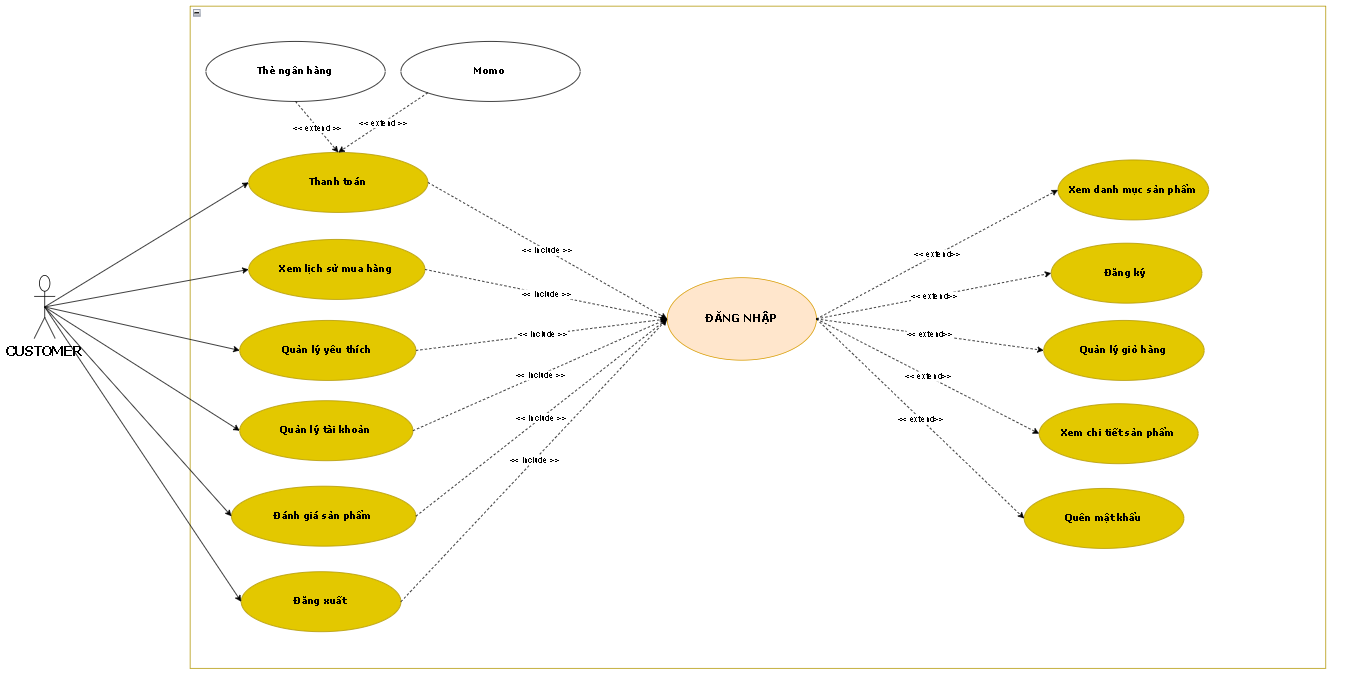 Thẻ ngân hàng
Momo
<< extend >>
<< extend >>
Thanh toán
Xem lịch sử mua hàng
Quản lý yêu thích
Quản lý tài khoản
Đánh giá sản phẩm
Đăng xuất
CUSTOMER
<< Include >>
<< Include >>
<< Include >>
<< Include >>
<< Include >>
<< Include >>
ĐĂNG NHẬP
<< extend>>
<< extend>>
<< extend>>
<< extend>>
<< extend>>
Xem danh mục sản phẩm
Đăng ký
Quản lý giỏ hàng
Xem chi tiết sản phẩm
Quên mật khẩu